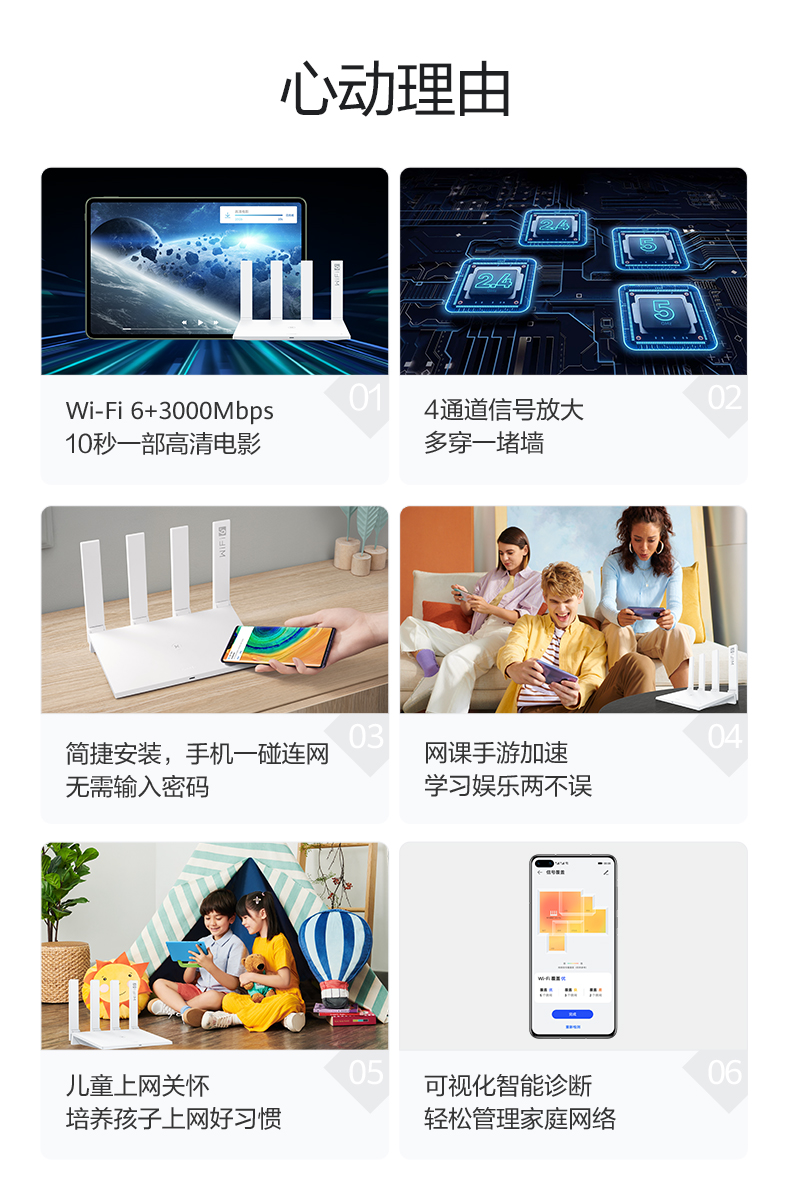 心动理由
2.4
5
2.4
5
01
Wi-Fi 6+3000Mbps
10秒一部高清电影
02
4通道信号放大
多穿一堵墙
03
简捷安装，手机一碰连网
无需输入密码
04
网课手游加速
学习娱乐两不误
信号覆盖
Wi-Fi 覆盖 优
05
儿童上网关怀
培养孩子上网好习惯
06
可视化智能诊断
轻松管理家庭网络